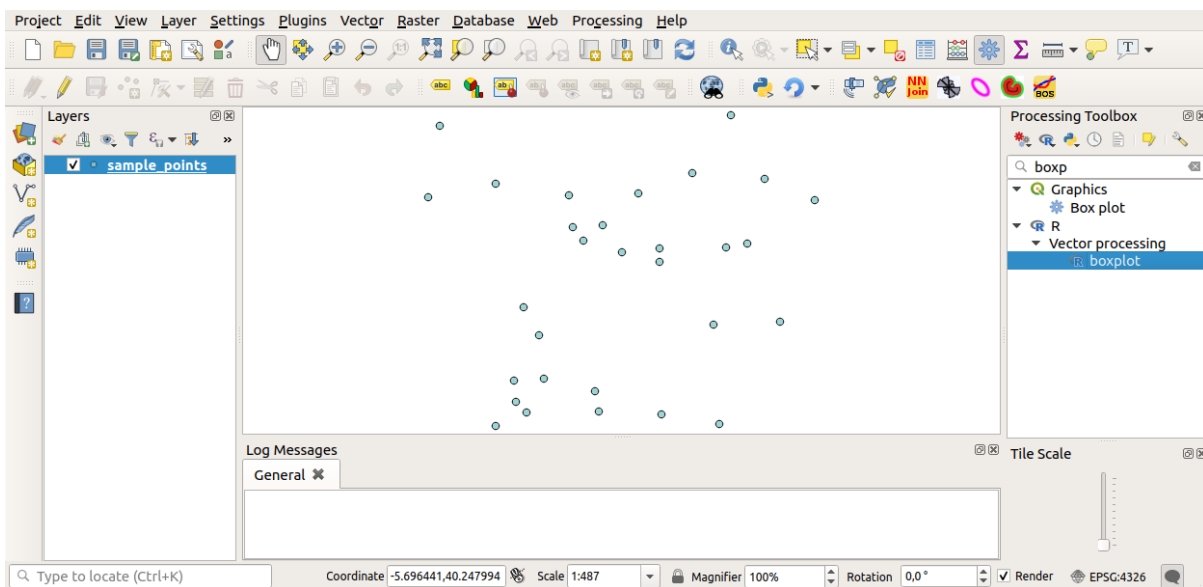 Project Edit View Layer Settings Plugins Vector Raster Database Web Processing Help
Layers
sample_points
Processing Toolbox
boxp
Graphics
Box plot
R
Vector processing
boxplot
Log Messages
General
Tile Scale
Type to locate (Ctrl+K)
Coordinate -5.696441,40.247994 Scale 1:487 Magnifier 100% Rotation 0,0° Render EPSG:4326